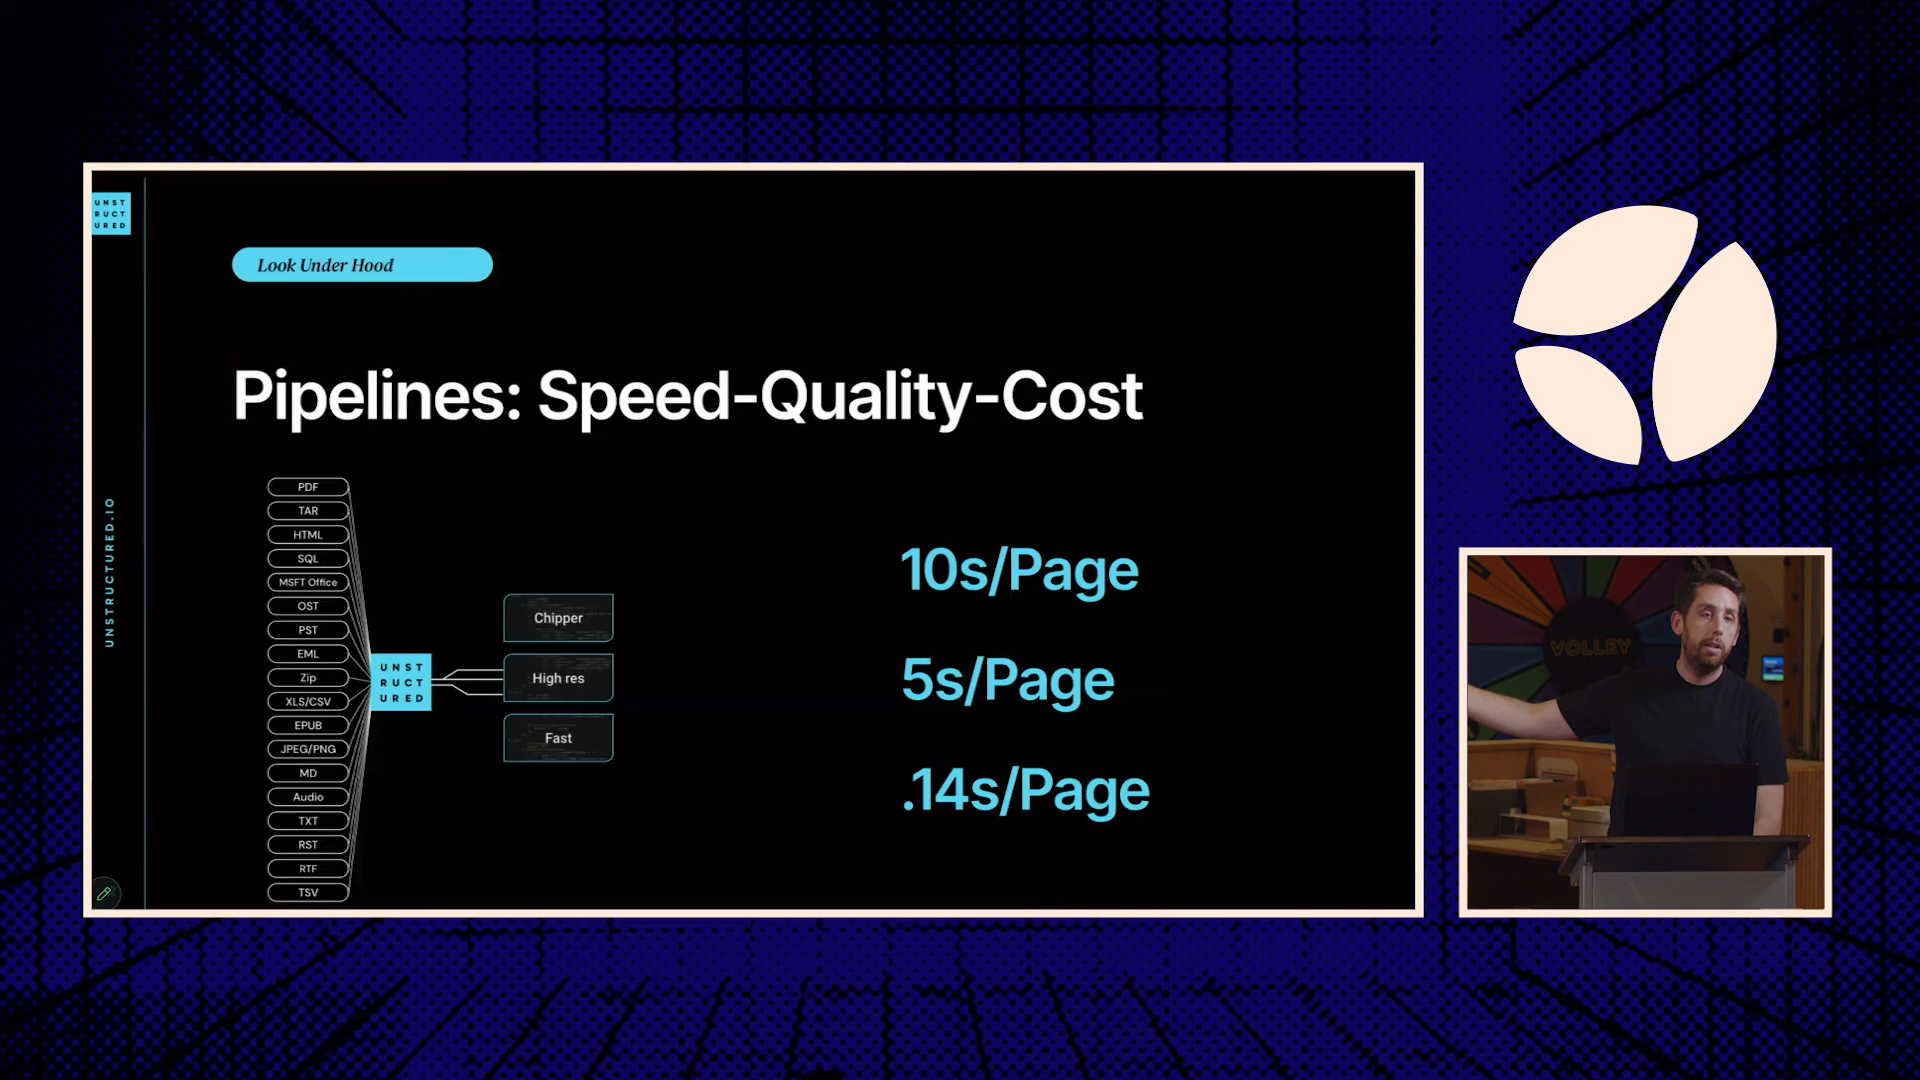 UNST
RUCT
URED
Look Under Hood
Pipelines: Speed-Quality-Cost
UNSTRUCTURED.IO
PDF
TAR
HTML
SQL
MSFT Office
OST
PST
EML
Zip
XLS/CSV
EPUB
JPEG/PNG
MD
Audio
TXT
RST
RTF
TSV
UNST
RUCT
URED
Chipper
High res
Fast
10s/Page
5s/Page
.14s/Page
VOLLEY